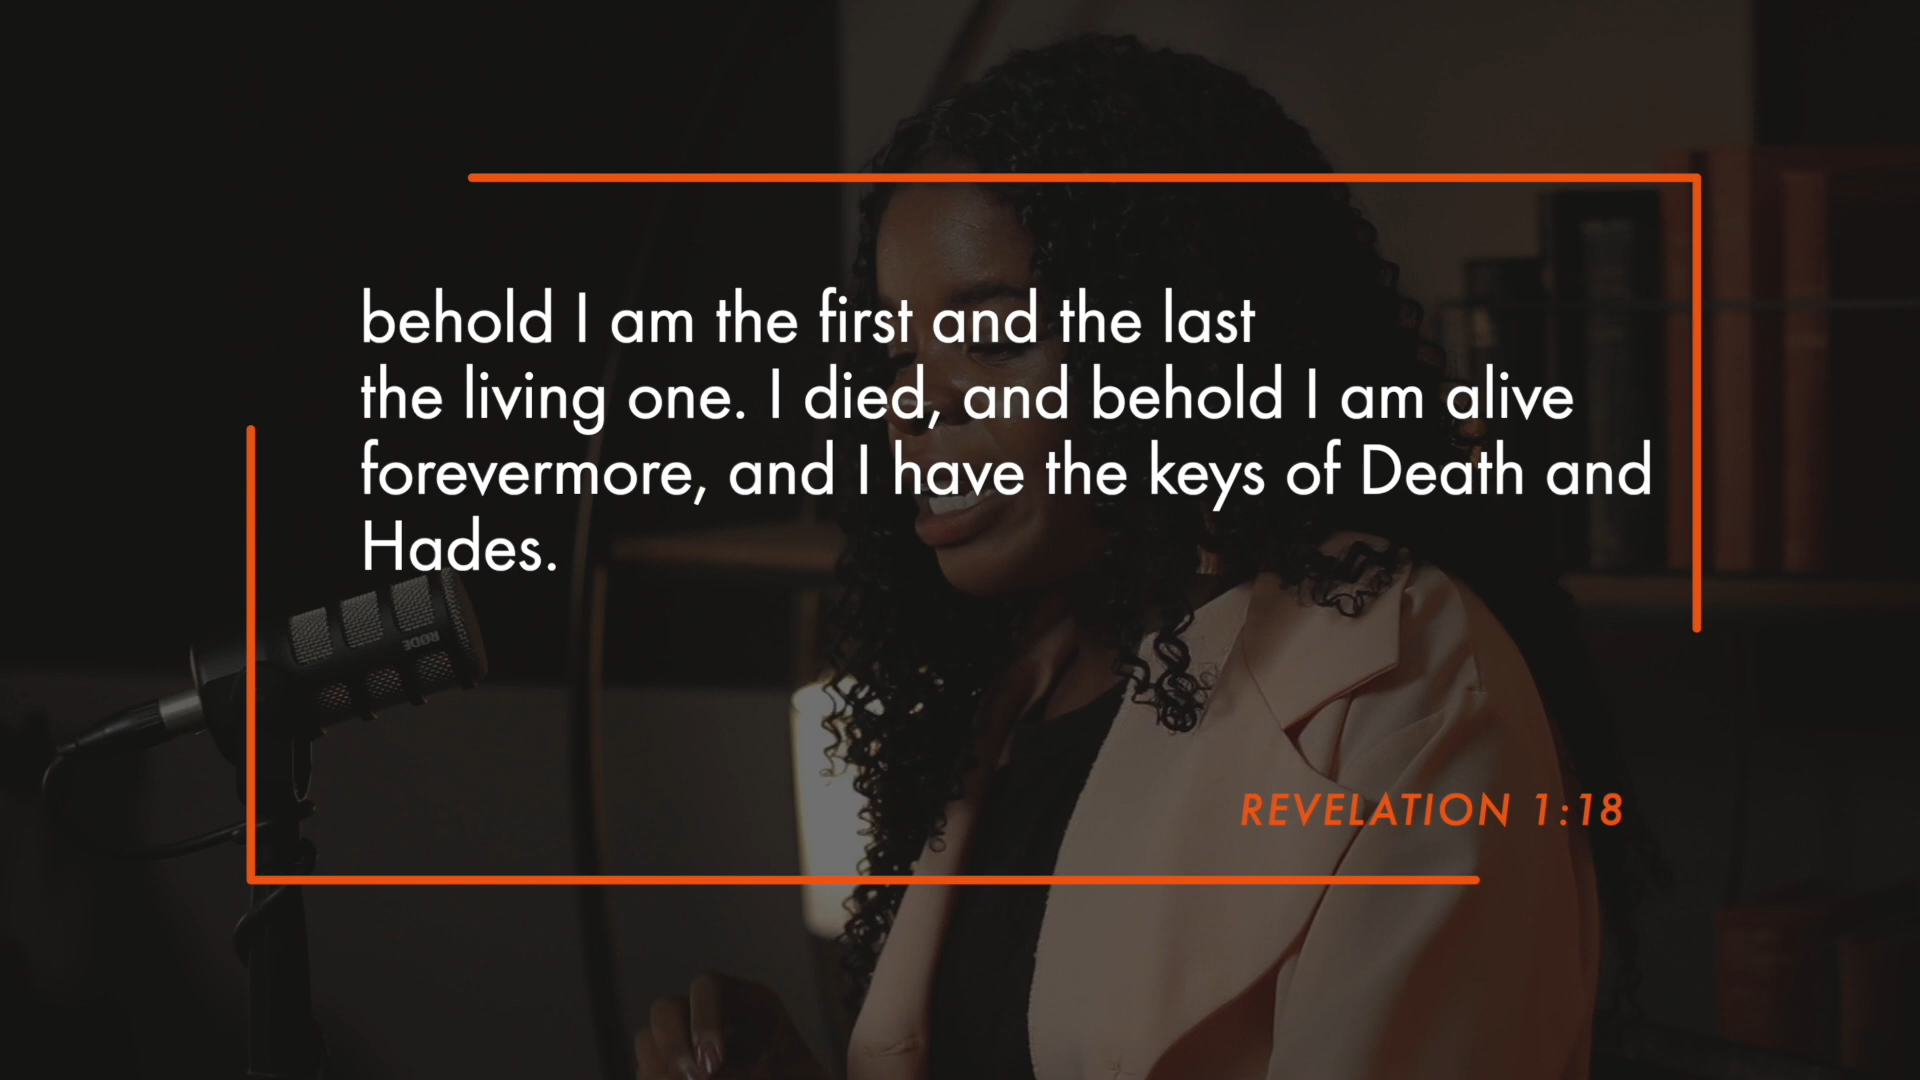 behold I am the first and the last
the living one. I died, and behold I am alive
forevermore, and I have the keys of Death and
Hades.
RØDE
REVELATION 1:18